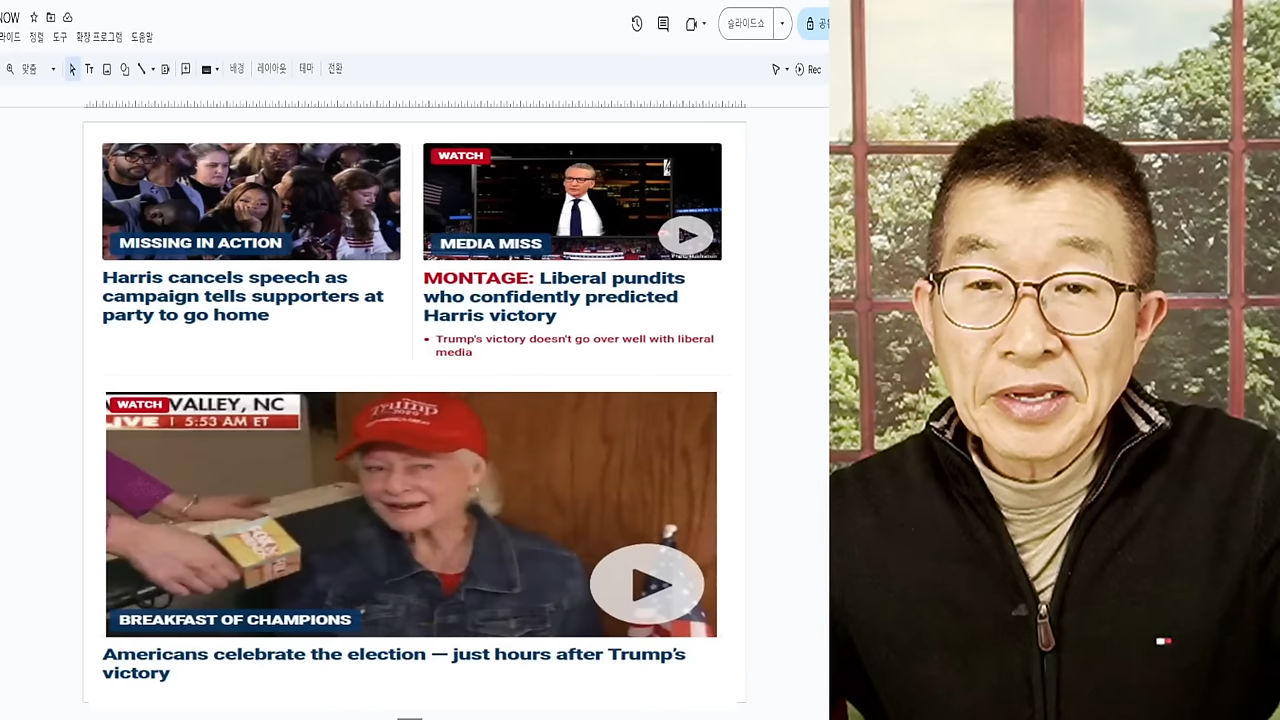 NOW
라이드 정렬 도구 확장 프로그램 도움말
슬라이드쇼
맞춤
Tт
배경 레이아웃 테마 전환
Rec
WATCH
MISSING IN ACTION
MEDIA MISS
Harris cancels speech as
campaign tells supporters at
party to go home
MONTAGE: Liberal pundits
who confidently predicted
Harris victory
• Trump's victory doesn't go over well with liberal
media
WATCH VALLEY, NC
LIVE 5:53 AM ET
Trump
BREAKFAST OF CHAMPIONS
Americans celebrate the election — just hours after Trump's
victory